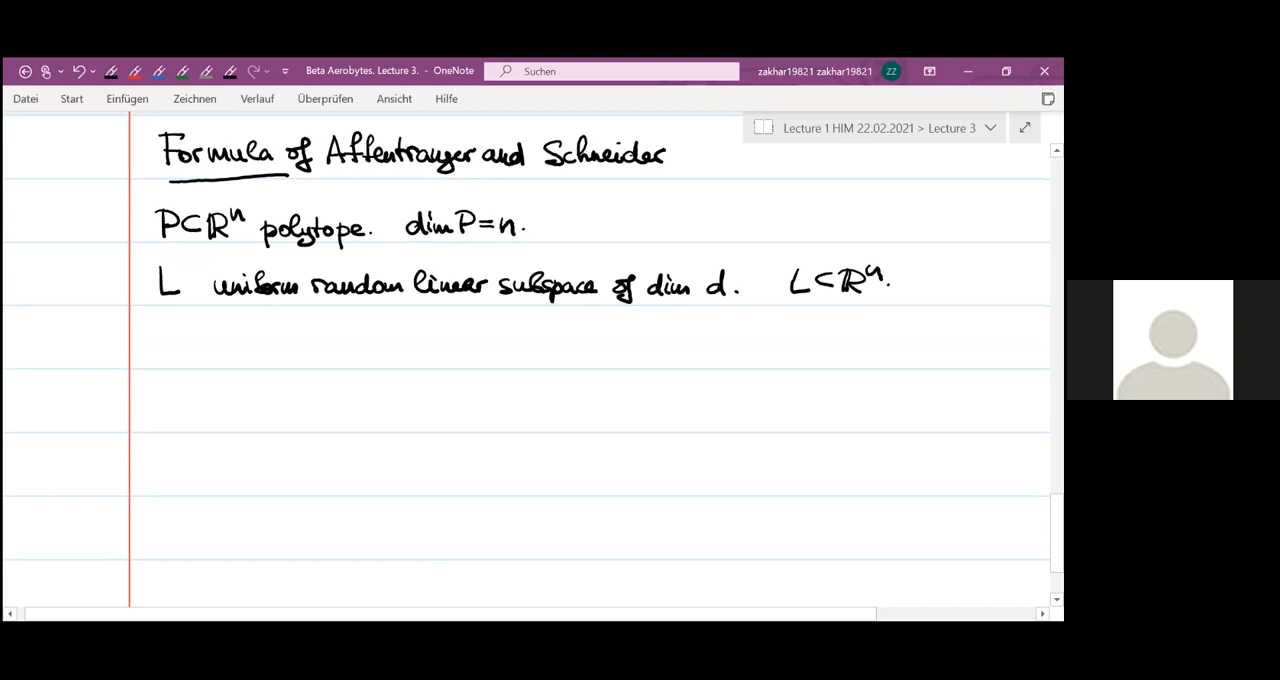 Beta Aerobytes. Lecture 3. - OneNote
Suchen
zakhar19821 zakhar19821
ZZ
Datei Start Einfügen Zeichnen Verlauf Überprüfen Ansicht Hilfe
Lecture 1 HIM 22.02.2021 > Lecture 3
Formula of Affentranger and Schneider
P⊂ℝⁿ polytope. dim P = n.
L uniform random linear subspace of dim d. L⊂ℝⁿ.